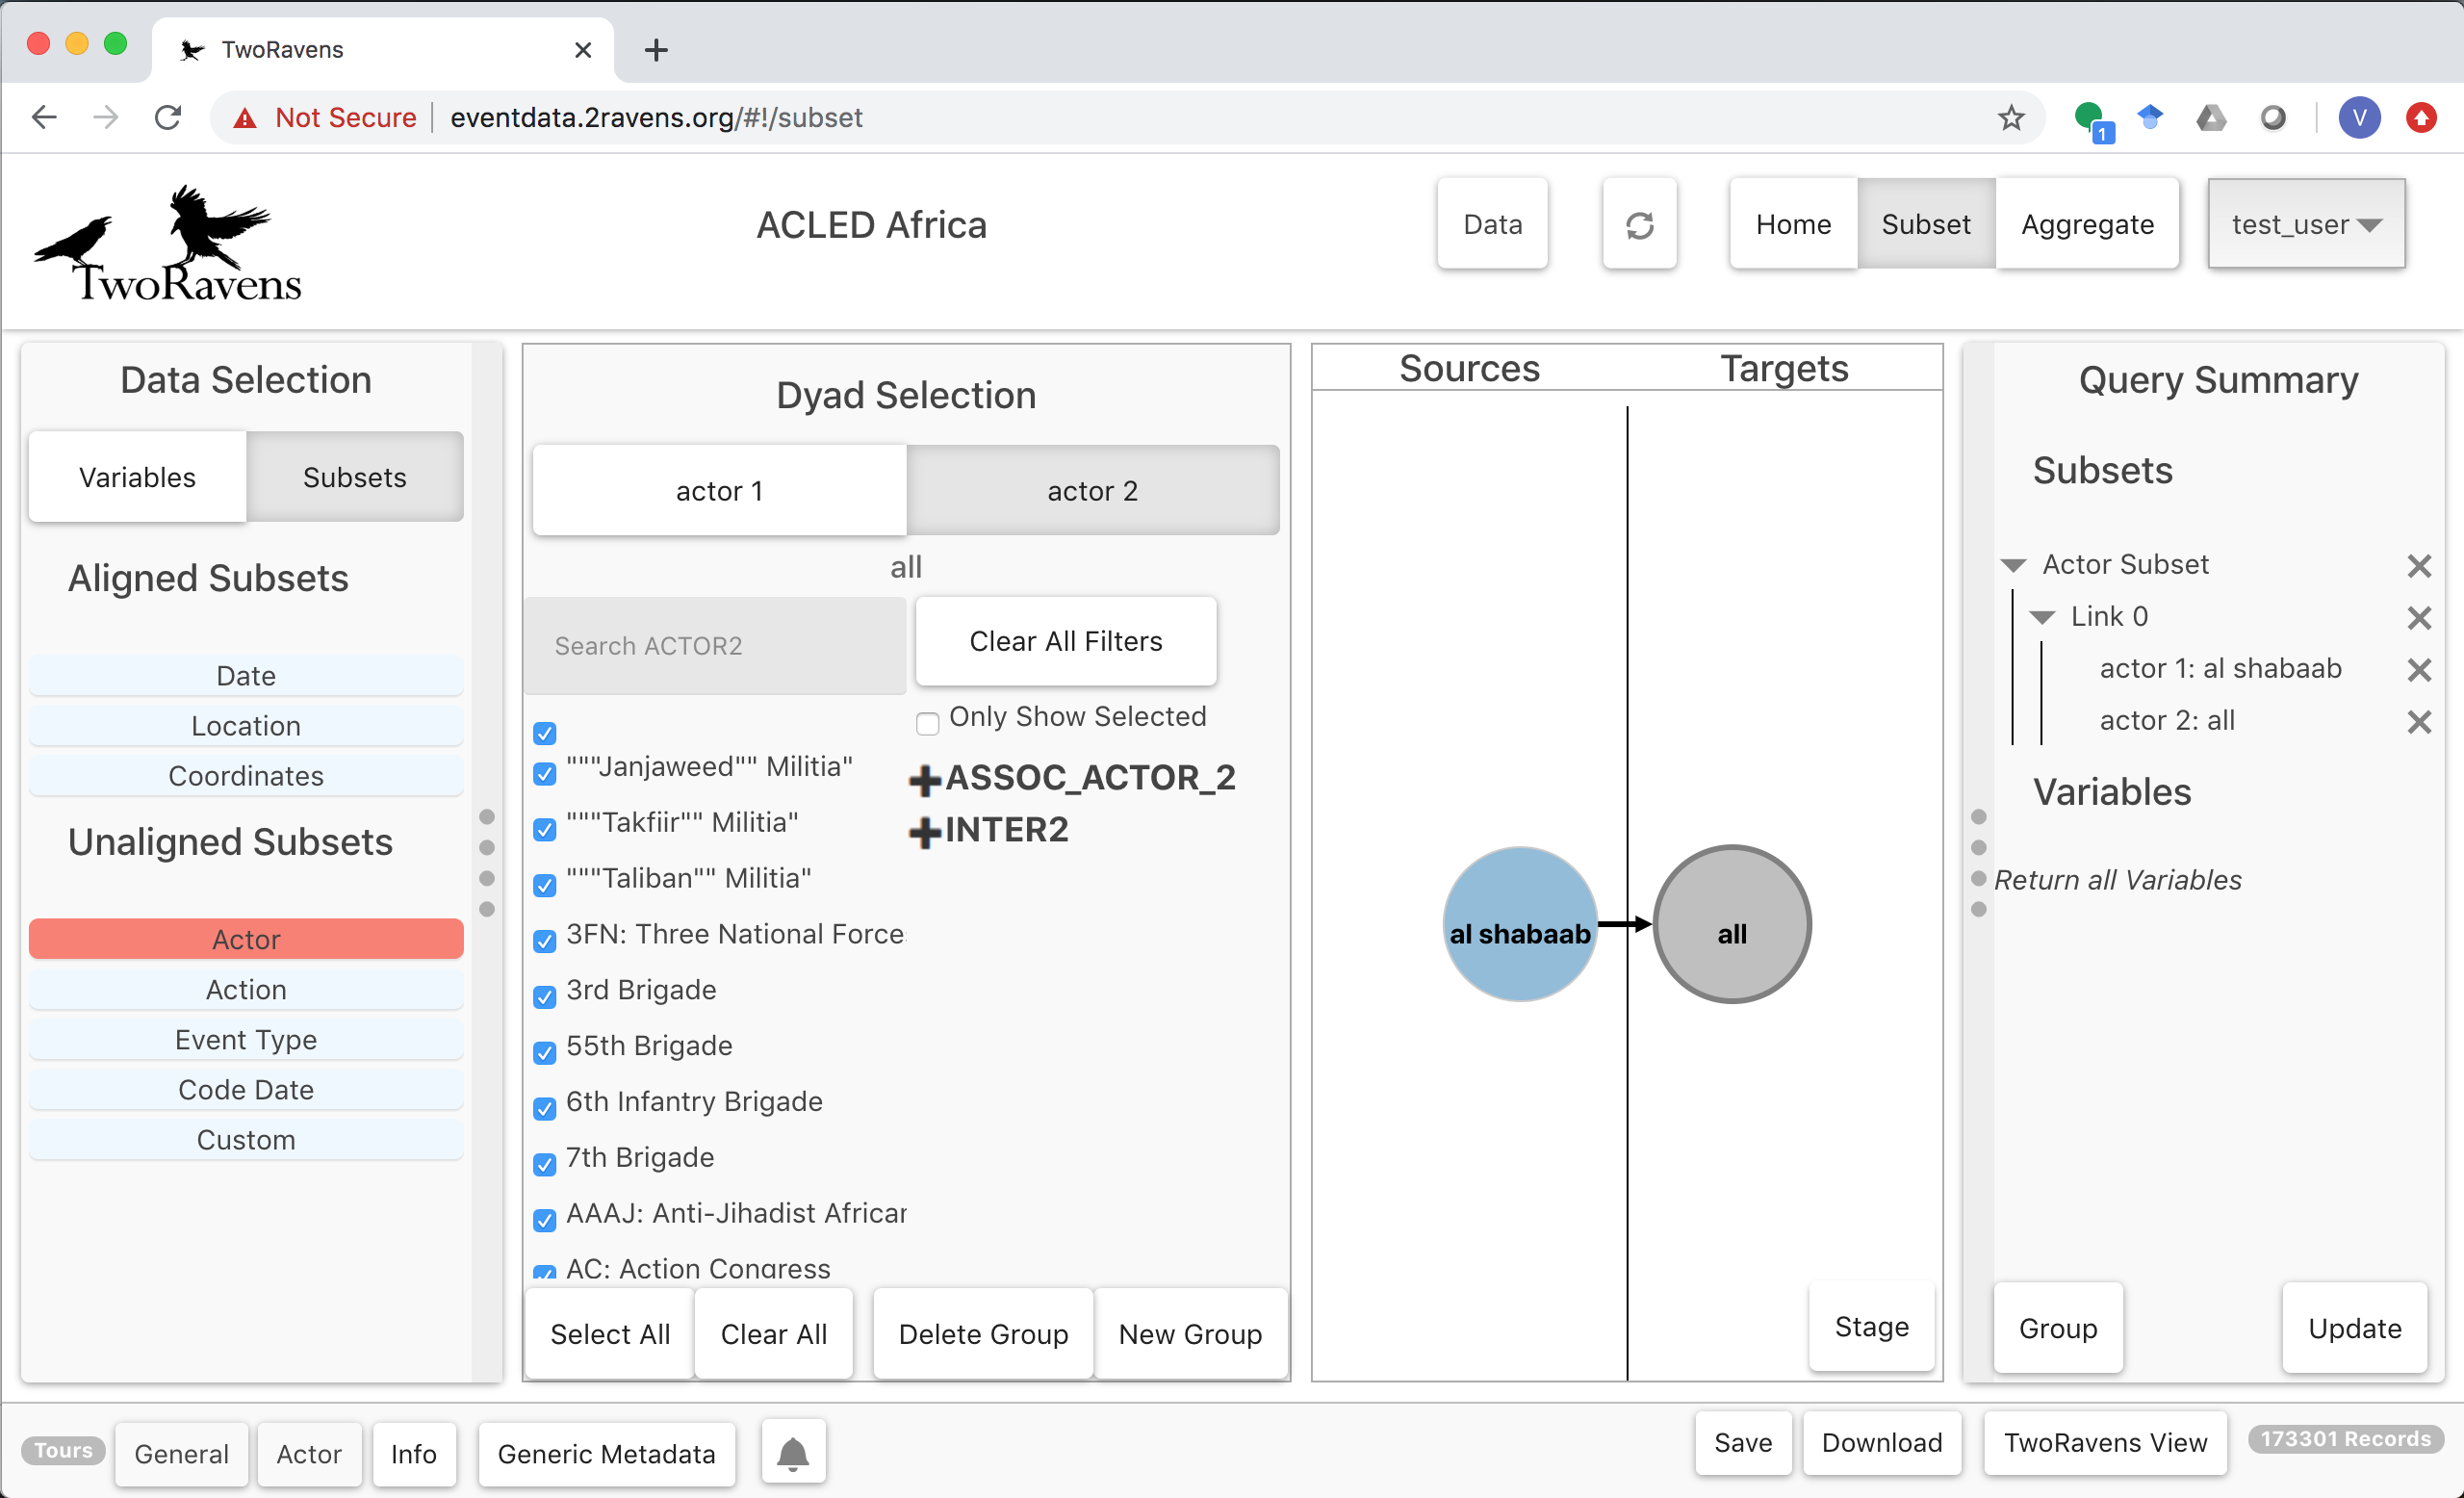 TwoRavens
Not Secure
eventdata.2ravens.org/#!/subset
1
V
TwoRavens
ACLED Africa
Data
Home
Subset
Aggregate
test_user
Data Selection
Variables
Subsets
Aligned Subsets
Date
Location
Coordinates
Unaligned Subsets
Actor
Action
Event Type
Code Date
Custom
Dyad Selection
actor 1
actor 2
all
Search ACTOR2
Clear All Filters
Only Show Selected
ASSOC_ACTOR_2
INTER2
"""Janjaweed"" Militia"
"""Takfiir"" Militia"
"""Taliban"" Militia"
3FN: Three National Force
3rd Brigade
55th Brigade
6th Infantry Brigade
7th Brigade
AAAJ: Anti-Jihadist African
AC: Action Congress
Select All
Clear All
Delete Group
New Group
Sources
Targets
al shabaab
all
Stage
Query Summary
Subsets
Actor Subset
Link 0
actor 1: al shabaab
actor 2: all
Variables
Return all Variables
Group
Update
Tours
General
Actor
Info
Generic Metadata
Save
Download
TwoRavens View
173301 Records